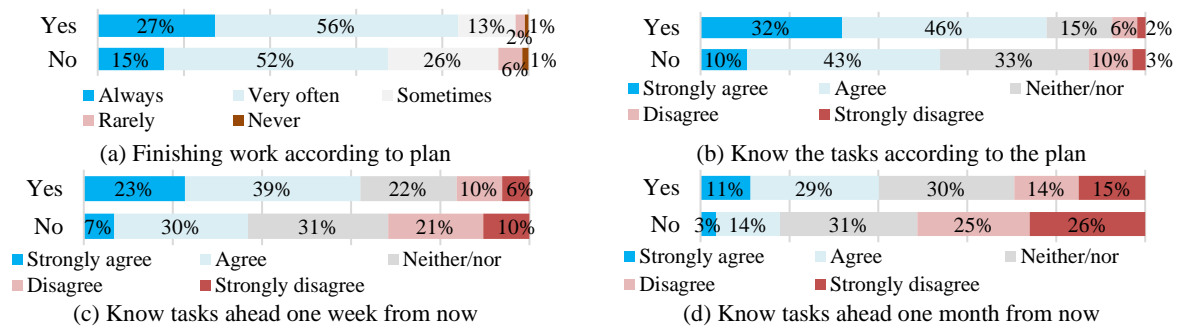 Yes 27% 56% 13% 2% 1%
No 15% 52% 26% 6% 1%
Always Very often Sometimes
Rarely Never
(a) Finishing work according to plan
Yes 32% 46% 15% 6% 2%
No 10% 43% 33% 10% 3%
Strongly agree Agree Neither/nor
Disagree Strongly disagree
(b) Know the tasks according to the plan
Yes 23% 39% 22% 10% 6%
No 7% 30% 31% 21% 10%
Strongly agree Agree Neither/nor
Disagree Strongly disagree
(c) Know tasks ahead one week from now
Yes 11% 29% 30% 14% 15%
No 3% 14% 31% 25% 26%
Strongly agree Agree Neither/nor
Disagree Strongly disagree
(d) Know tasks ahead one month from now